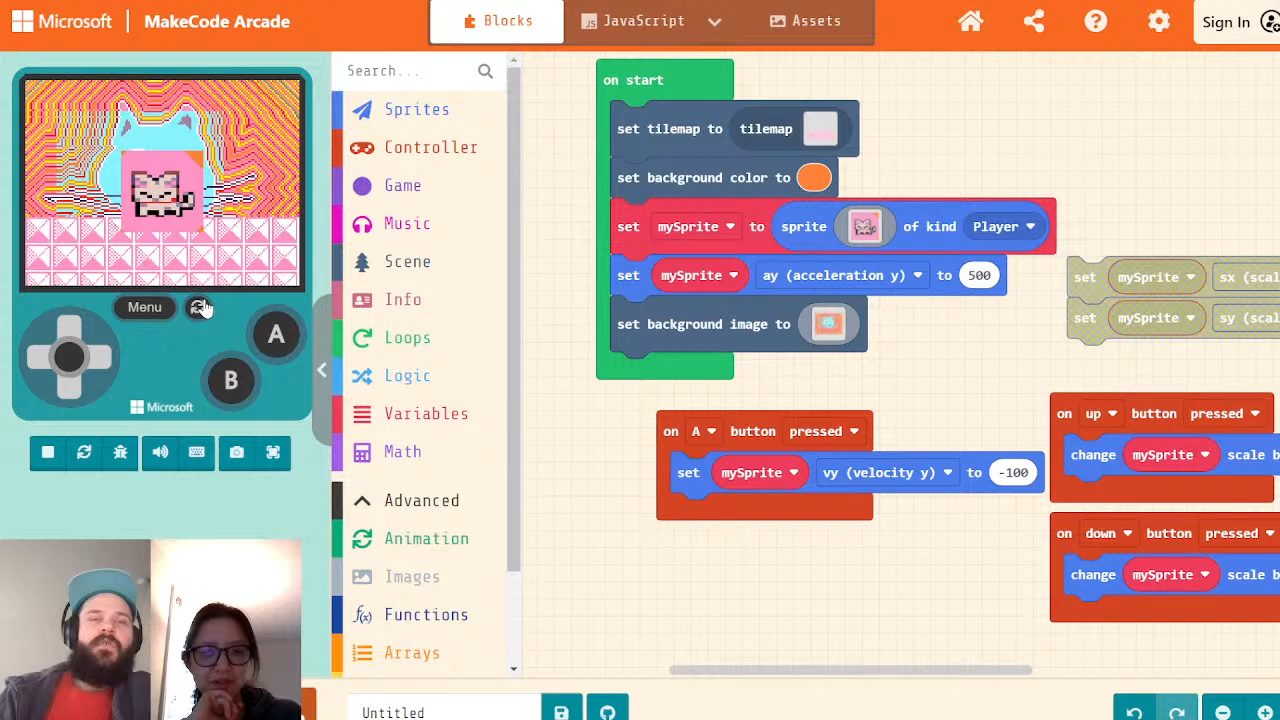 Microsoft | MakeCode Arcade
Blocks
JavaScript
Assets
Sign In
Menu
A
B
Microsoft
Search...
Sprites
Controller
Game
Music
Scene
Info
Loops
Logic
Variables
Math
Advanced
Animation
Images
Functions
Arrays
on start
set tilemap to tilemap
set background color to
set mySprite to sprite of kind Player
set mySprite ay (acceleration y) to 500
set background image to
set mySprite sx (scal
set mySprite sy (scal
on A button pressed
set mySprite vy (velocity y) to -100
on up button pressed
change mySprite scale b
on down button pressed
change mySprite scale b
Untitled